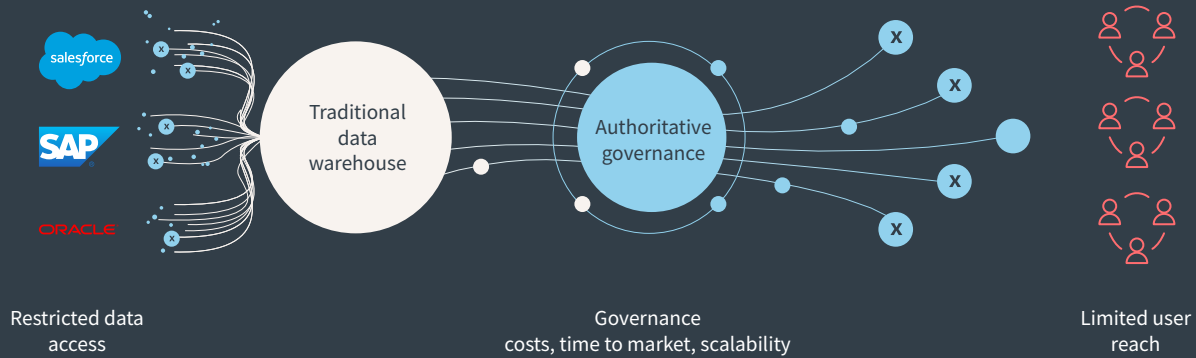 salesforce
SAP
ORACLE
X
X
X
X
X
Traditional
data
warehouse
Authoritative
governance
X
X
X
X
Restricted data
access
Governance
costs, time to market, scalability
Limited user
reach